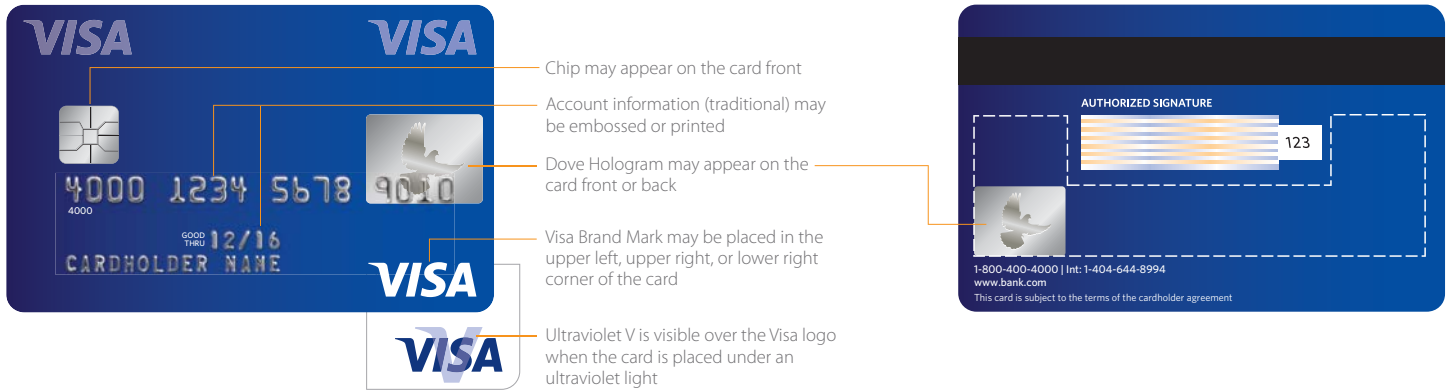 VISA VISA
Chip may appear on the card front
Account information (traditional) may
be embossed or printed
Dove Hologram may appear on the
card front or back
4000 1234 5678 9010
4000
GOOD
THRU 12/16
CARDHOLDER NAME
VISA
Visa Brand Mark may be placed in the
upper left, upper right, or lower right
corner of the card
VISA
V
Ultraviolet V is visible over the Visa logo
when the card is placed under an
ultraviolet light
AUTHORIZED SIGNATURE
123
1-800-400-4000 | Int: 1-404-644-8994
www.bank.com
This card is subject to the terms of the cardholder agreement